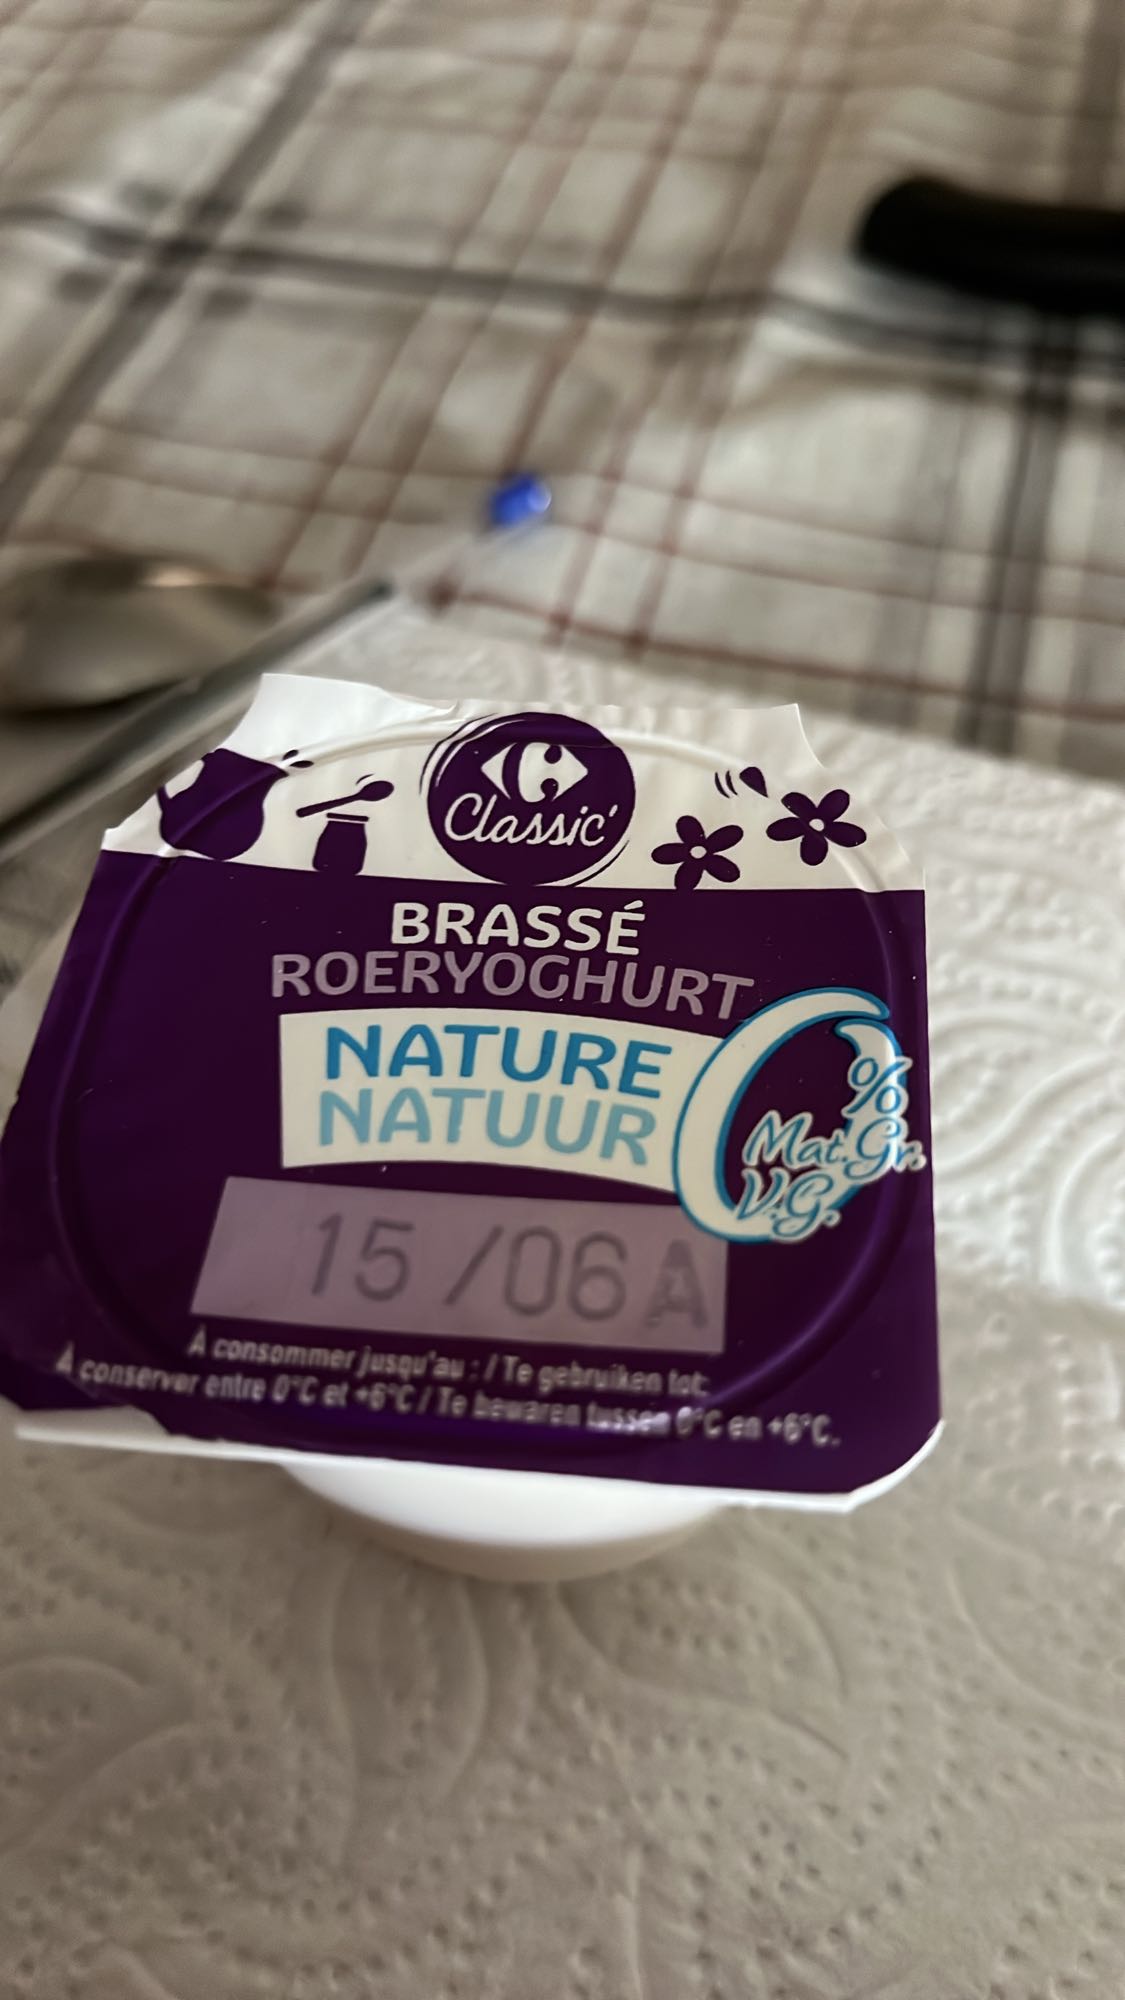 Classic'
BRASSÉ
ROERYOGHURT
NATURE
NATUUR
0%
Mat.Gr.
V.G.
15/06 A
À consommer jusqu'au : / Te gebruiken tot:
À conserver entre 0°C et +6°C / Te bewaren tussen 0°C en +6°C.